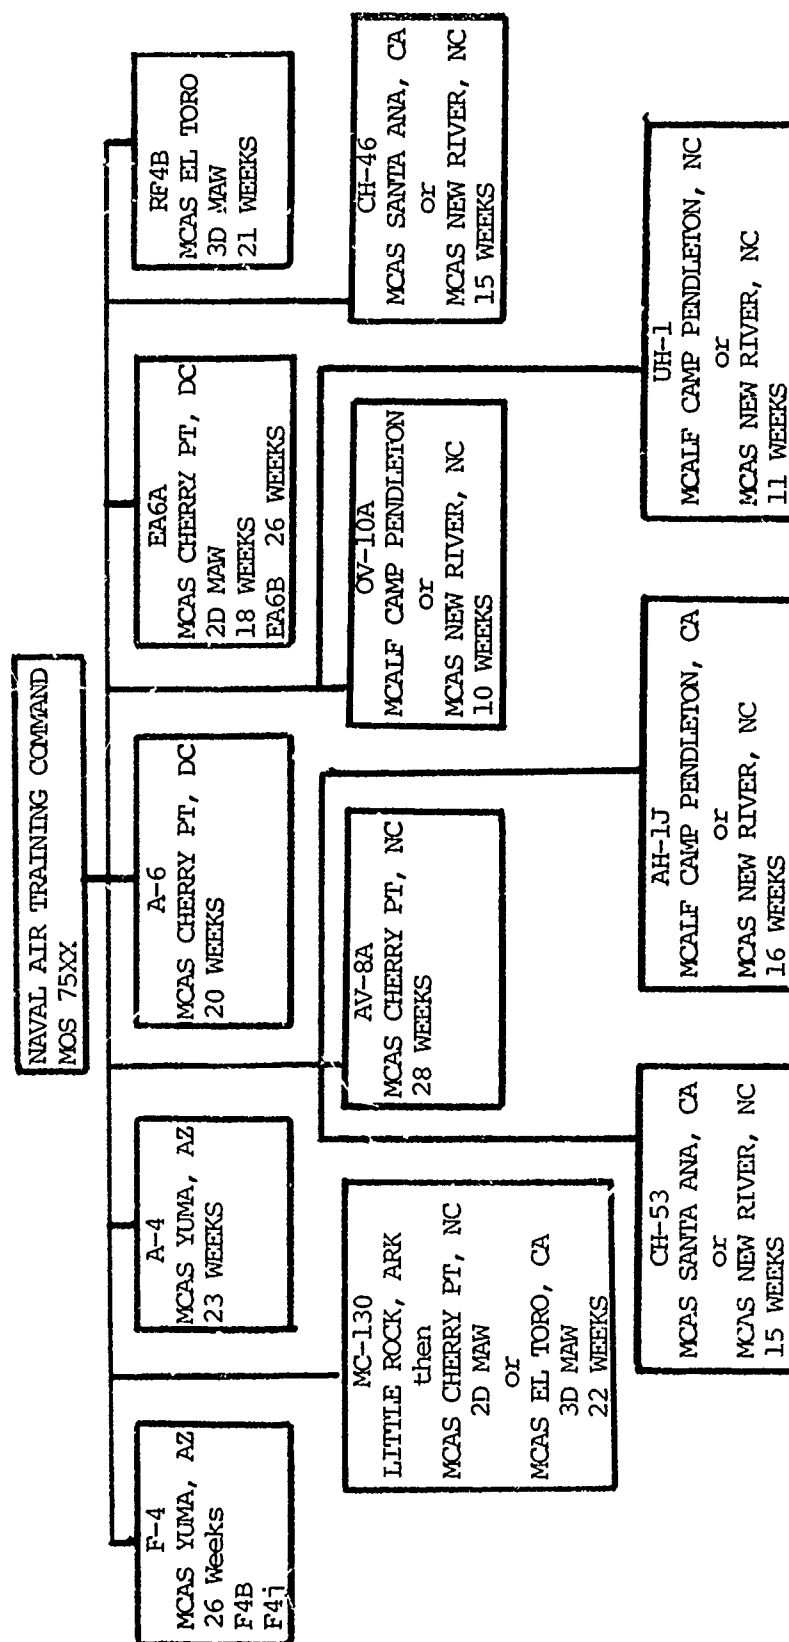 NAVAL AIR TRAINING COMMAND
MOS 75XX
F-4
MCAS YUMA, AZ
26 Weeks
F4B
F4j
A-4
MCAS YUMA, AZ
23 WEEKS
A-6
MCAS CHERRY PT, DC
20 WEEKS
EA6A
MCAS CHERRY PT, DC
2D MAW
18 WEEKS
EA6B 26 WEEKS
RF4B
MCAS EL TORO
3D MAW
21 WEEKS
MC-130
LITTLE ROCK, ARK
then
MCAS CHERRY PT, NC
2D MAW
or
MCAS EL TORO, CA
3D MAW
22 WEEKS
AV-8A
MCAS CHERRY PT, NC
28 WEEKS
OV-10A
MCALF CAMP PENDLETON
or
MCAS NEW RIVER, NC
10 WEEKS
CH-46
MCAS SANTA ANA, CA
or
MCAS NEW RIVER, NC
15 WEEKS
CH-53
MCAS SANTA ANA, CA
or
MCAS NEW RIVER, NC
15 WEEKS
AH-1J
MCALF CAMP PENDLETON, CA
or
MCAS NEW RIVER, NC
16 WEEKS
UH-1
MCALF CAMP PENDLETON, NC
or
MCAS NEW RIVER, NC
11 WEEKS